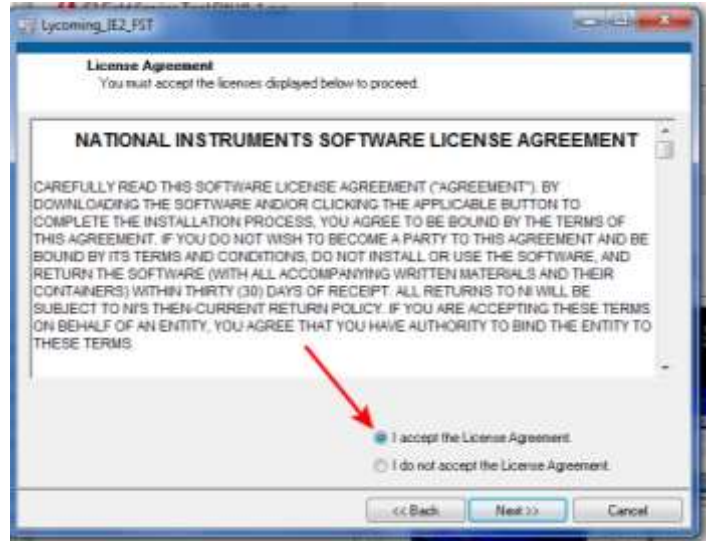 Lycoming_IE2_FST
License Agreement
You must accept the licenses displayed below to proceed.
NATIONAL INSTRUMENTS SOFTWARE LICENSE AGREEMENT
CAREFULLY READ THIS SOFTWARE LICENSE AGREEMENT ("AGREEMENT"). BY
DOWNLOADING THE SOFTWARE AND/OR CLICKING THE APPLICABLE BUTTON TO
COMPLETE THE INSTALLATION PROCESS, YOU AGREE TO BE BOUND BY THE TERMS OF
THIS AGREEMENT. IF YOU DO NOT WISH TO BECOME A PARTY TO THIS AGREEMENT AND BE
BOUND BY ITS TERMS AND CONDITIONS, DO NOT INSTALL OR USE THE SOFTWARE, AND
RETURN THE SOFTWARE (WITH ALL ACCOMPANYING WRITTEN MATERIALS AND THEIR
CONTAINERS) WITHIN THIRTY (30) DAYS OF RECEIPT. ALL RETURNS TO NI WILL BE
SUBJECT TO NI'S THEN-CURRENT RETURN POLICY. IF YOU ARE ACCEPTING THESE TERMS
ON BEHALF OF AN ENTITY, YOU AGREE THAT YOU HAVE AUTHORITY TO BIND THE ENTITY TO
THESE TERMS.
I accept the License Agreement.
I do not accept the License Agreement.
<< Back Next >> Cancel